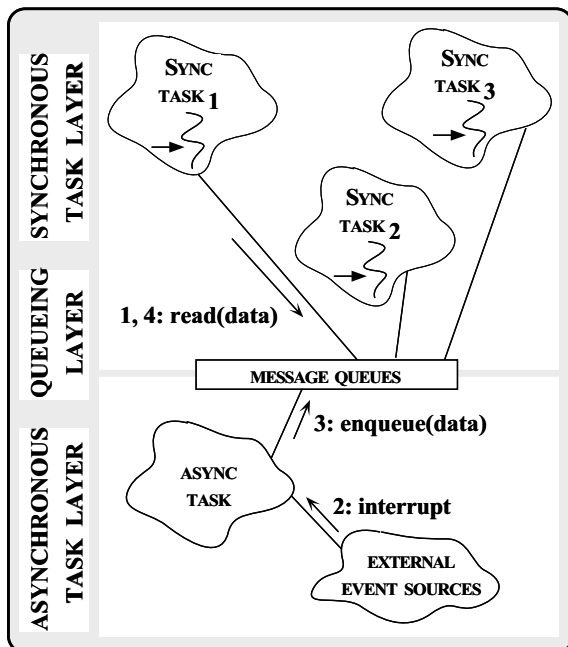 SYNCHRONOUS
TASK LAYER
SYNC
TASK 1
SYNC
TASK 3
SYNC
TASK 2
1, 4: read(data)
QUEUEING
LAYER
MESSAGE QUEUES
3: enqueue(data)
ASYNCHRONOUS
TASK LAYER
ASYNC
TASK
2: interrupt
EXTERNAL
EVENT SOURCES